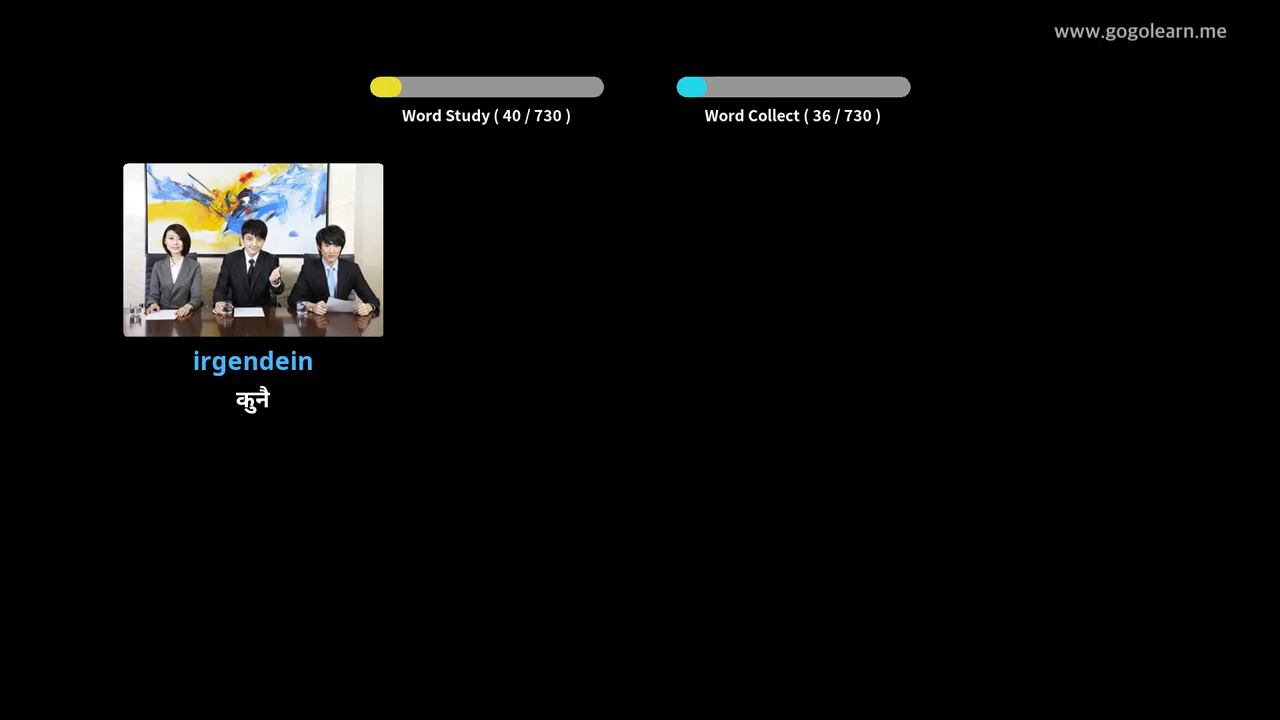 www.gogolearn.me
Word Study ( 40 / 730 )
Word Collect ( 36 / 730 )
irgendein
कुनै